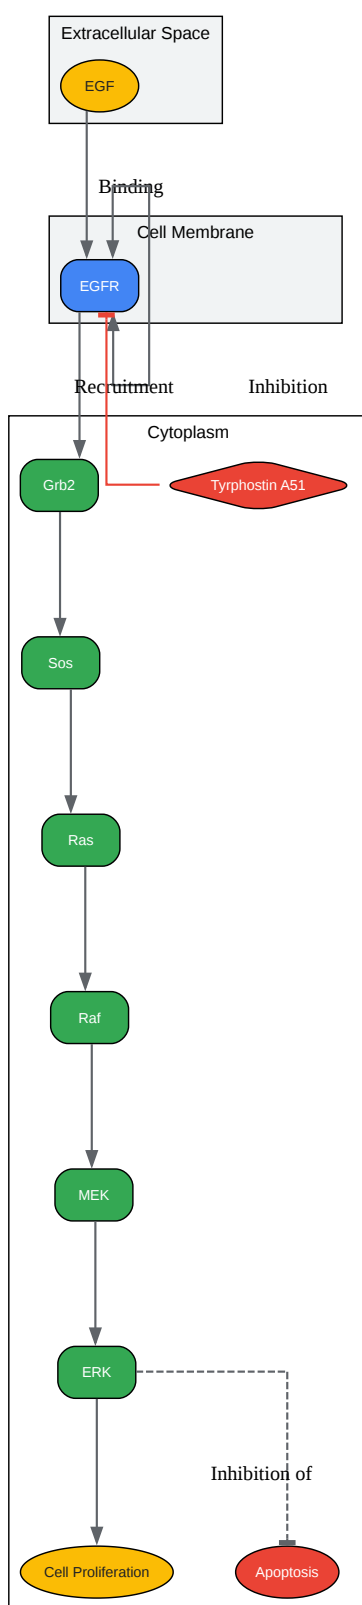 Extracellular Space
EGF
Binding
Cell Membrane
EGFR
Recruitment
Inhibition
Cytoplasm
Grb2
Tyrphostin A51
Sos
Ras
Raf
MEK
ERK
Inhibition of
Cell Proliferation
Apoptosis